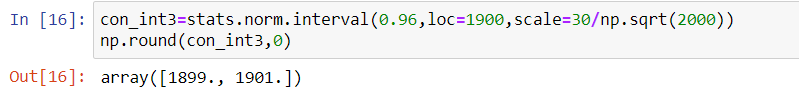 In [16]: con_int3=stats.norm.interval(0.96,loc=1900,scale=30/np.sqrt(2000))
np.round(con_int3,0)
Out[16]: array([1899., 1901.])